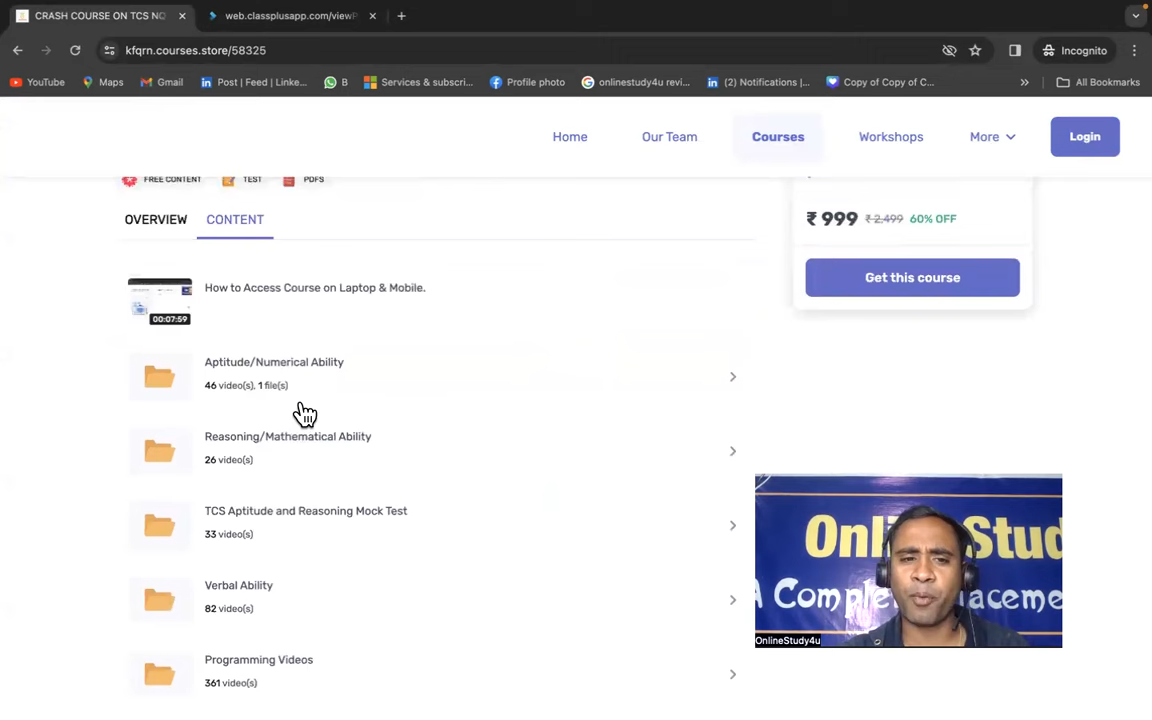 CRASH COURSE ON TCS NQ
web.classplusapp.com/viewP
kfqrn.courses.store/58325
Incognito
YouTube
Maps
Gmail
Post | Feed | Linke...
B
Services & subscri...
Profile photo
onlinestudy4u revi...
(2) Notifications |...
Copy of Copy of C...
»
All Bookmarks
Home
Our Team
Courses
Workshops
More
Login
FREE CONTENT
TEST
PDFS
OVERVIEW
CONTENT
₹ 999 ₹ 2,499 60% OFF
Get this course
How to Access Course on Laptop & Mobile.
00:07:59
Aptitude/Numerical Ability
46 video(s), 1 file(s)
Reasoning/Mathematical Ability
26 video(s)
TCS Aptitude and Reasoning Mock Test
33 video(s)
Verbal Ability
82 video(s)
Programming Videos
361 video(s)
OnlineStud
A Complete Placeme
OnlineStudy4u